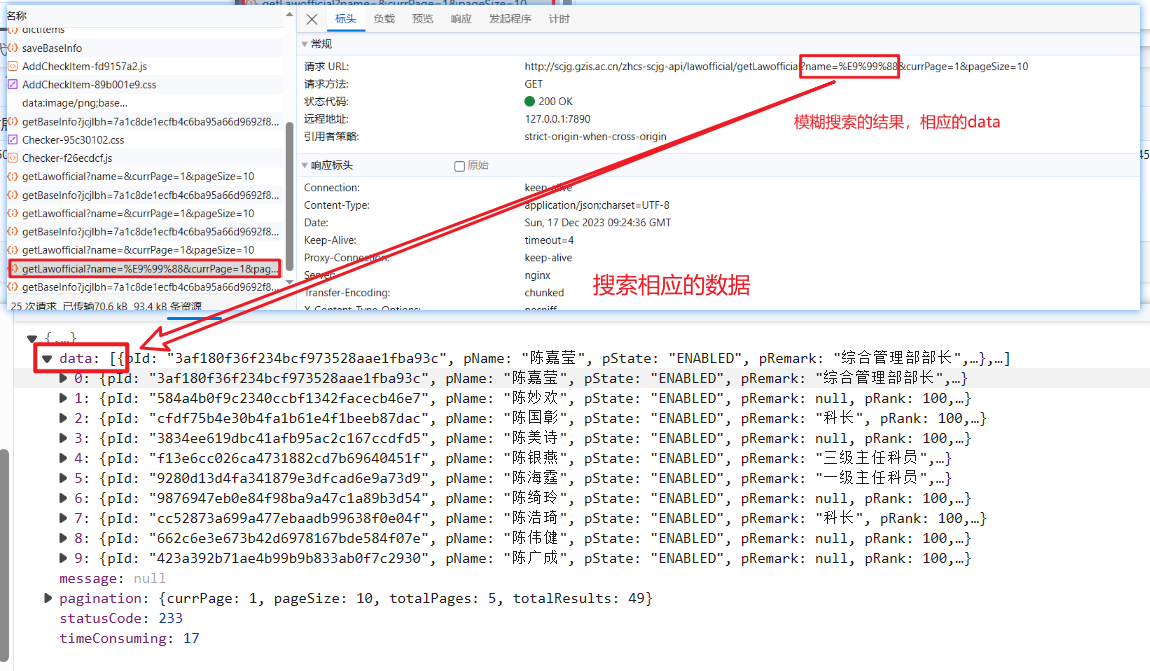 getLawofficial?name=&currPage=1&pageSize=10
名称
dictItems
saveBaseInfo
AddCheckItem-fd9157a2.js
AddCheckItem-89b001e9.css
data:image/png;base...
getBaseInfo?jcjlbh=7a1c8de1ecfb4c6ba95a66d9692f8...
Checker-95c30102.css
Checker-f26ecdcf.js
getLawofficial?name=&currPage=1&pageSize=10
getBaseInfo?jcjlbh=7a1c8de1ecfb4c6ba95a66d9692f8...
getLawofficial?name=&currPage=1&pageSize=10
getBaseInfo?jcjlbh=7a1c8de1ecfb4c6ba95a66d9692f8...
getLawofficial?name=&currPage=1&pageSize=10
getLawofficial?name=%E9%99%88&currPage=1&pag...
getBaseInfo?jcjlbh=7a1c8de1ecfb4c6ba95a66d9692f8...
25 次请求 已传输70.6 kB 93.4 kB 条资源
标头 负载 预览 响应 发起程序 计时
常规
请求 URL: http://scjg.gzis.ac.cn/zhcs-scjg-api/lawofficial/getLawofficial?name=%E9%99%88&currPage=1&pageSize=10
请求方法: GET
状态代码: 200 OK
远程地址: 127.0.0.1:7890
引用者策略: strict-origin-when-cross-origin
模糊搜索的结果，相应的data
响应标头 原始
Connection: keep-alive
Content-Type: application/json;charset=UTF-8
Date: Sun, 17 Dec 2023 09:24:36 GMT
Keep-Alive: timeout=4
Proxy-Connection: keep-alive
Server: nginx
Transfer-Encoding: chunked
X-Content-Type-Options: nosniff
搜索相应的数据
{,…}
data: [{pId: "3af180f36f234bcf973528aae1fba93c", pName: "陈嘉莹", pState: "ENABLED", pRemark: "综合管理部部长",…},…]
0: {pId: "3af180f36f234bcf973528aae1fba93c", pName: "陈嘉莹", pState: "ENABLED", pRemark: "综合管理部部长",…}
1: {pId: "584a4b0f9c2340ccbf1342facecb46e7", pName: "陈妙欢", pState: "ENABLED", pRemark: null, pRank: 100,…}
2: {pId: "cfdf75b4e30b4fa1b61e4f1beeb87dac", pName: "陈国彰", pState: "ENABLED", pRemark: "科长", pRank: 100,…}
3: {pId: "3834ee619dbc41afb95ac2c167ccdfd5", pName: "陈美诗", pState: "ENABLED", pRemark: null, pRank: 100,…}
4: {pId: "f13e6cc026ca4731882cd7b69640451f", pName: "陈银燕", pState: "ENABLED", pRemark: "三级主任科员",…}
5: {pId: "9280d13d4fa341879e3dfcad6e9a73d9", pName: "陈海霞", pState: "ENABLED", pRemark: "一级主任科员",…}
6: {pId: "9876947eb0e84f98ba9a47c1a89b3d54", pName: "陈绮玲", pState: "ENABLED", pRemark: null, pRank: 100,…}
7: {pId: "cc52873a699a477ebaadb99638f0e04f", pName: "陈浩琦", pState: "ENABLED", pRemark: "科长", pRank: 100,…}
8: {pId: "662c6e3e673b42d6978167bde584f07e", pName: "陈伟健", pState: "ENABLED", pRemark: null, pRank: 100,…}
9: {pId: "423a392b71ae4b99b9b833ab0f7c2930", pName: "陈广成", pState: "ENABLED", pRemark: null, pRank: 100,…}
message: null
pagination: {currPage: 1, pageSize: 10, totalPages: 5, totalResults: 49}
statusCode: 233
timeConsuming: 17